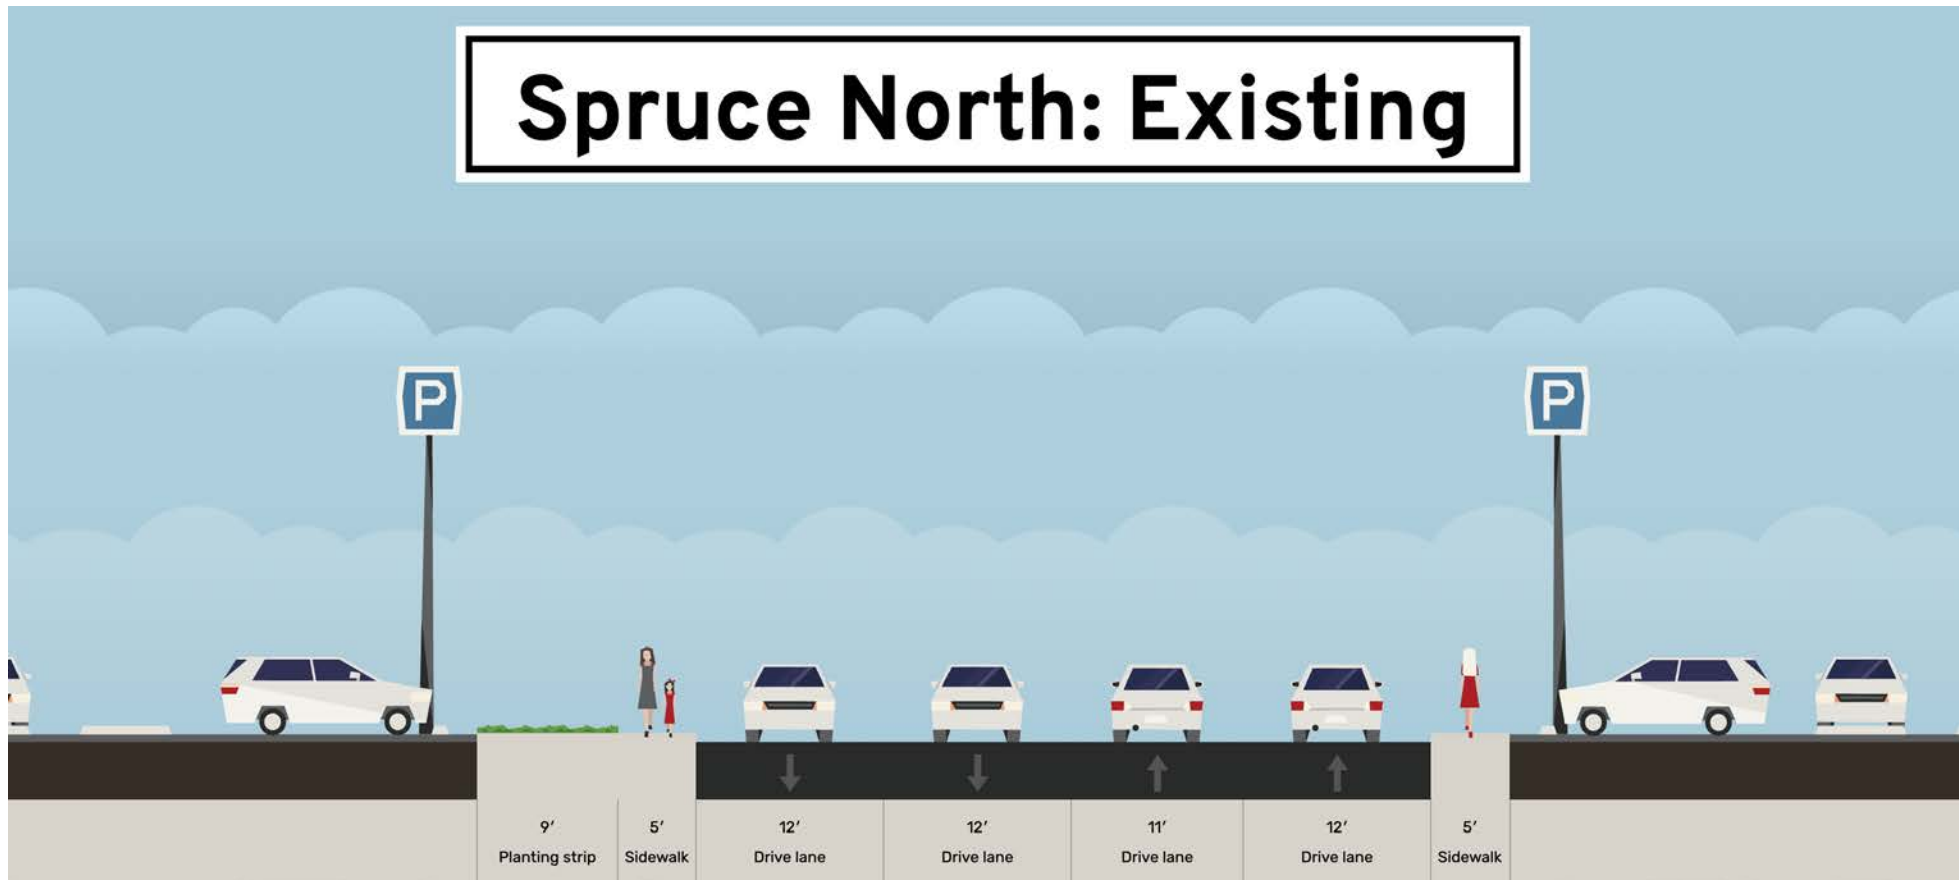 Spruce North: Existing
P
P
9′
Planting strip
5′
Sidewalk
12′
Drive lane
12′
Drive lane
11′
Drive lane
12′
Drive lane
5′
Sidewalk